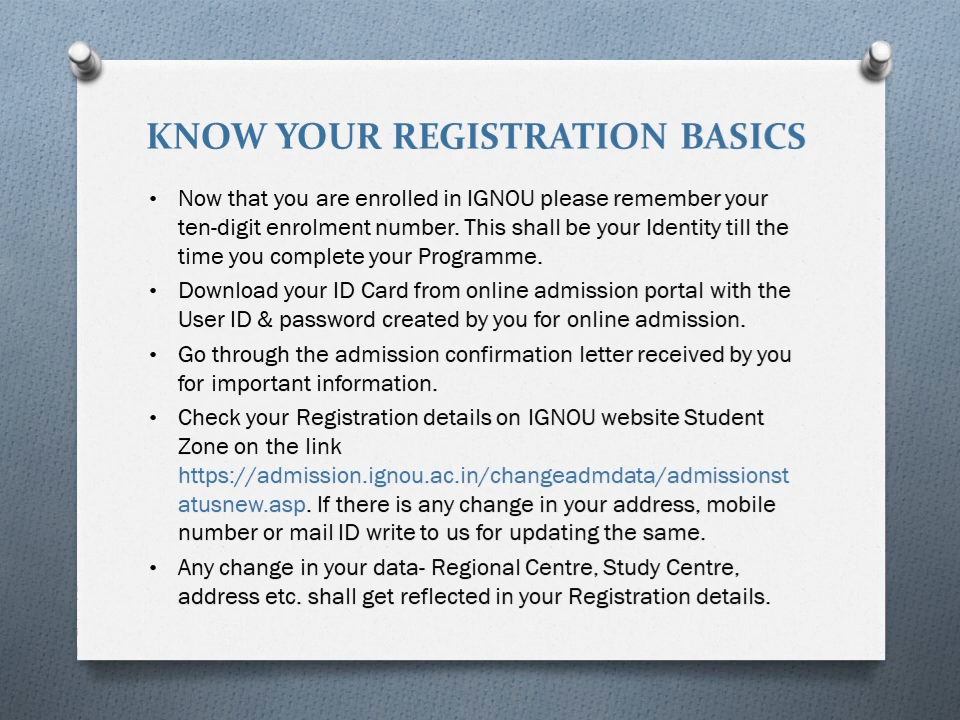 KNOW YOUR REGISTRATION BASICS
• Now that you are enrolled in IGNOU please remember your
ten-digit enrolment number. This shall be your Identity till the
time you complete your Programme.
• Download your ID Card from online admission portal with the
User ID & password created by you for online admission.
• Go through the admission confirmation letter received by you
for important information.
• Check your Registration details on IGNOU website Student
Zone on the link
https://admission.ignou.ac.in/changeadmdata/admissionst
atusnew.asp. If there is any change in your address, mobile
number or mail ID write to us for updating the same.
• Any change in your data- Regional Centre, Study Centre,
address etc. shall get reflected in your Registration details.